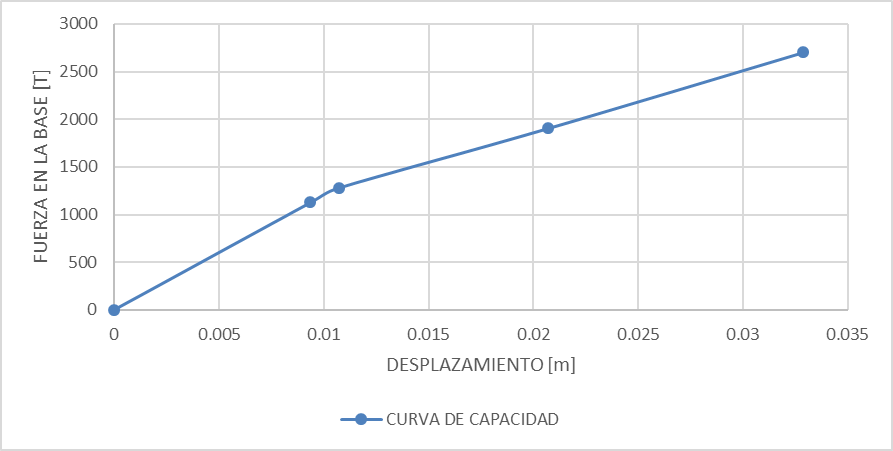 3000
2500
2000
1500
1000
500
0
FUERZA EN LA BASE [T]
0 0.005 0.01 0.015 0.02 0.025 0.03 0.035
DESPLAZAMIENTO [m]
CURVA DE CAPACIDAD